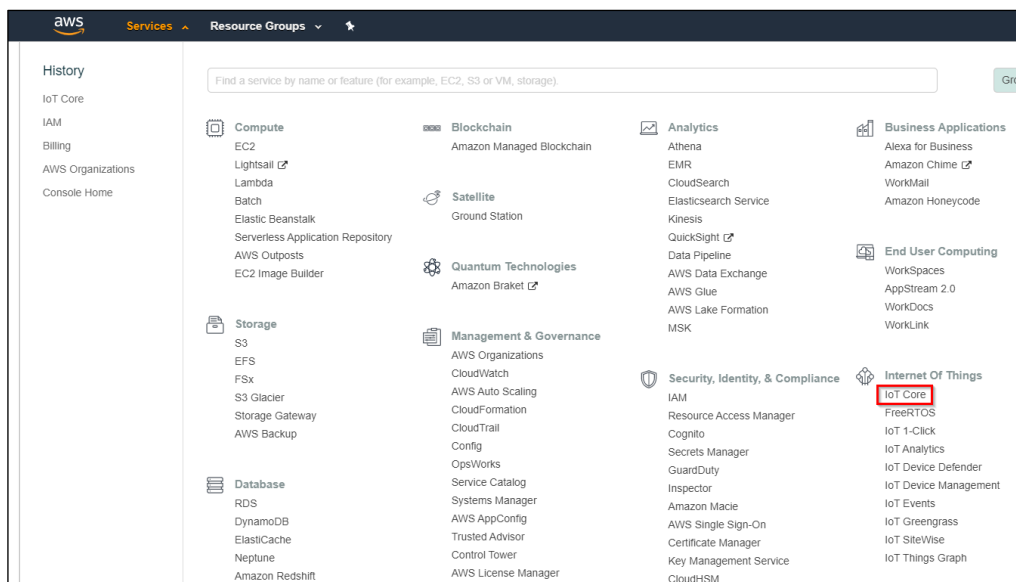 aws
Services
Resource Groups
History
IoT Core
IAM
Billing
AWS Organizations
Console Home
Find a service by name or feature (for example, EC2, S3 or VM, storage).
Compute
EC2
Lightsail
Lambda
Batch
Elastic Beanstalk
Serverless Application Repository
AWS Outposts
EC2 Image Builder
Storage
S3
EFS
FSx
S3 Glacier
Storage Gateway
AWS Backup
Database
RDS
DynamoDB
ElastiCache
Neptune
Amazon Redshift
Blockchain
Amazon Managed Blockchain
Satellite
Ground Station
Quantum Technologies
Amazon Braket
Management & Governance
AWS Organizations
CloudWatch
AWS Auto Scaling
CloudFormation
CloudTrail
Config
OpsWorks
Service Catalog
Systems Manager
AWS AppConfig
Trusted Advisor
Control Tower
AWS License Manager
Analytics
Athena
EMR
CloudSearch
Elasticsearch Service
Kinesis
QuickSight
Data Pipeline
AWS Data Exchange
AWS Glue
AWS Lake Formation
MSK
Security, Identity, & Compliance
IAM
Resource Access Manager
Cognito
Secrets Manager
GuardDuty
Inspector
Amazon Macie
AWS Single Sign-On
Certificate Manager
Key Management Service
CloudHSM
Business Applications
Alexa for Business
Amazon Chime
WorkMail
Amazon Honeycode
End User Computing
WorkSpaces
AppStream 2.0
WorkDocs
WorkLink
Internet Of Things
IoT Core
FreeRTOS
IoT 1-Click
IoT Analytics
IoT Device Defender
IoT Device Management
IoT Events
IoT Greengrass
IoT SiteWise
IoT Things Graph